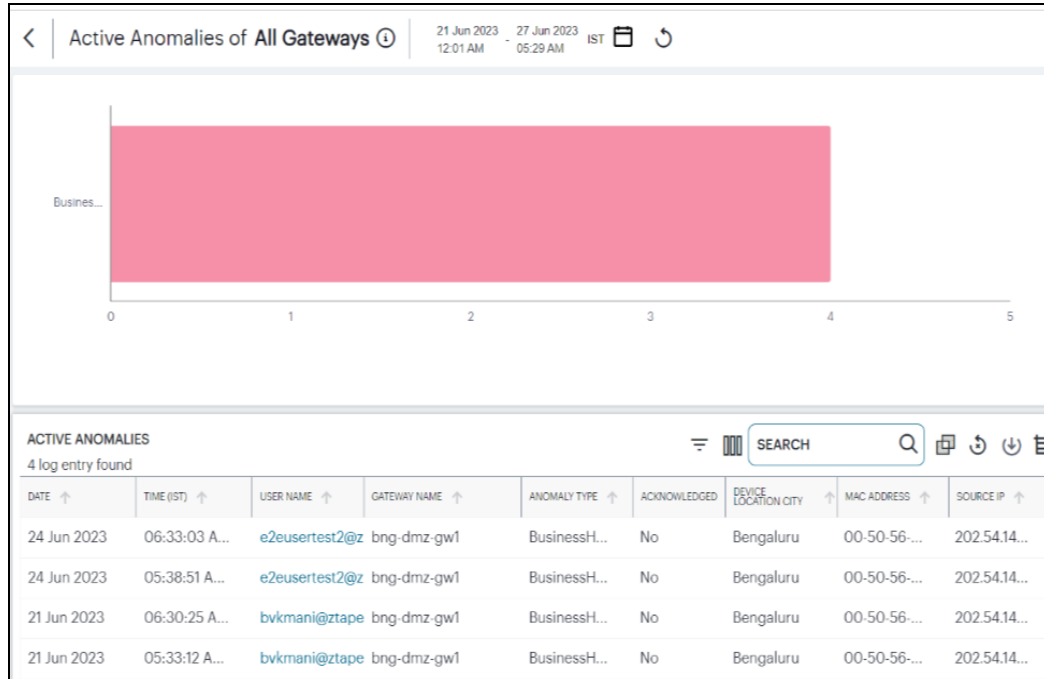 Active Anomalies of All Gateways
21 Jun 2023 - 27 Jun 2023 IST
12:01 AM 05:29 AM
Busines...
0 1 2 3 4 5
ACTIVE ANOMALIES
4 log entry found
SEARCH
DATE TIME (IST) USER NAME GATEWAY NAME ANOMALY TYPE ACKNOWLEDGED DEVICE LOCATION CITY MAC ADDRESS SOURCE IP
24 Jun 2023 06:33:03 A... e2eusertest2@z bng-dmz-gw1 BusinessH... No Bengaluru 00-50-56-... 202.54.14...
24 Jun 2023 05:38:51 A... e2eusertest2@z bng-dmz-gw1 BusinessH... No Bengaluru 00-50-56-... 202.54.14...
21 Jun 2023 06:30:25 A... bvkmani@ztape bng-dmz-gw1 BusinessH... No Bengaluru 00-50-56-... 202.54.14...
21 Jun 2023 05:33:12 A... bvkmani@ztape bng-dmz-gw1 BusinessH... No Bengaluru 00-50-56-... 202.54.14...